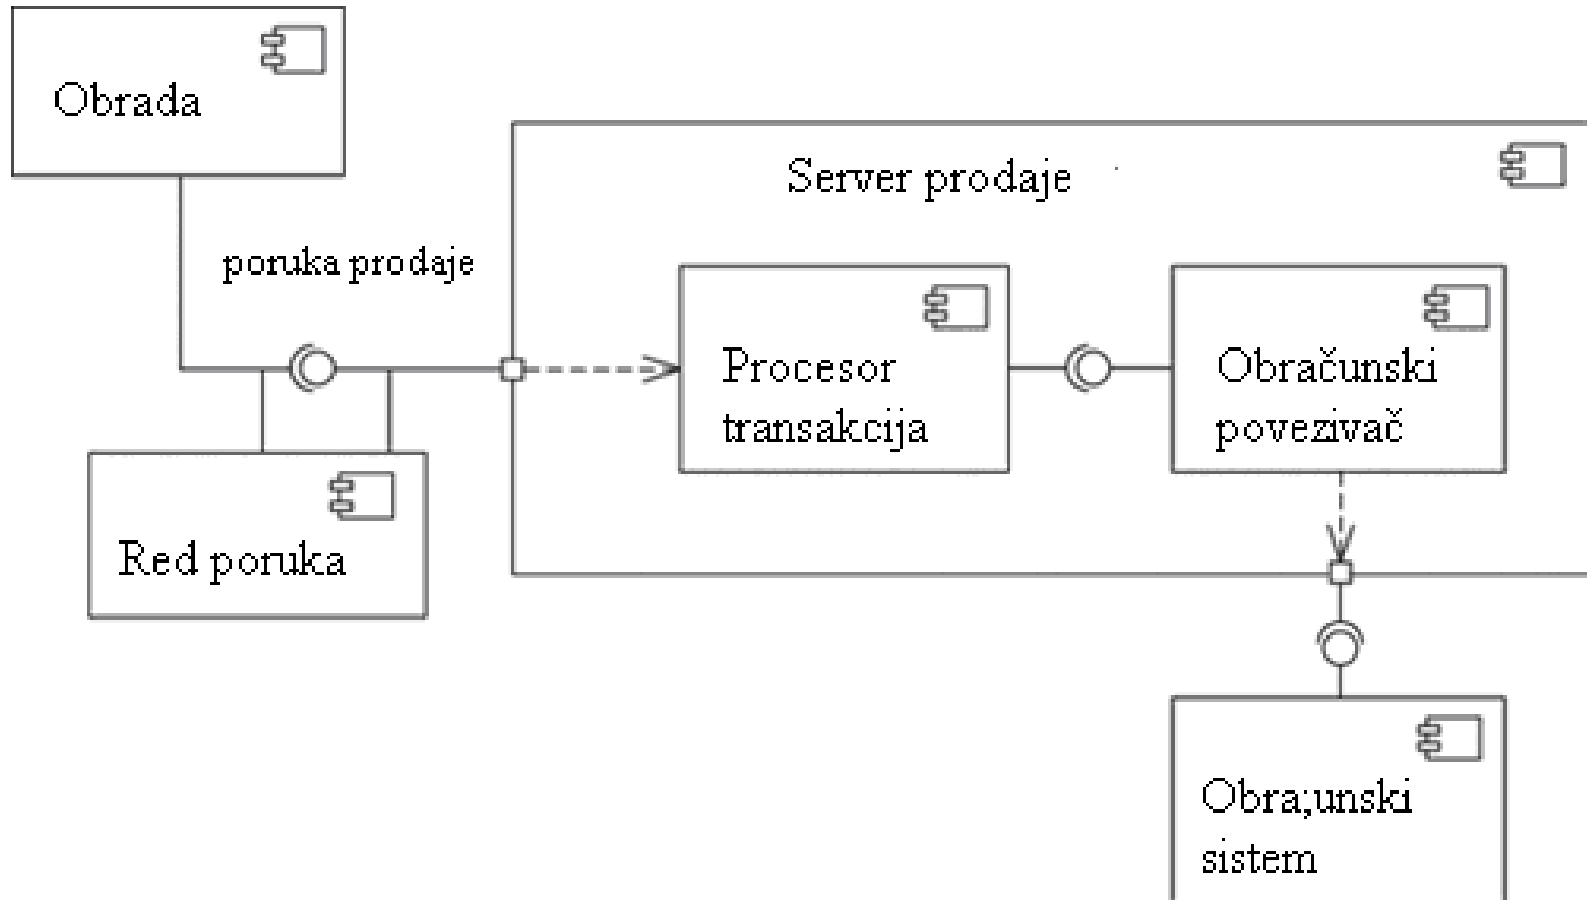 Obrada
Server prodaje
poruka prodaje
Procesor
transakcija
Obračunski
povezivač
Red poruka
Obra;unski
sistem